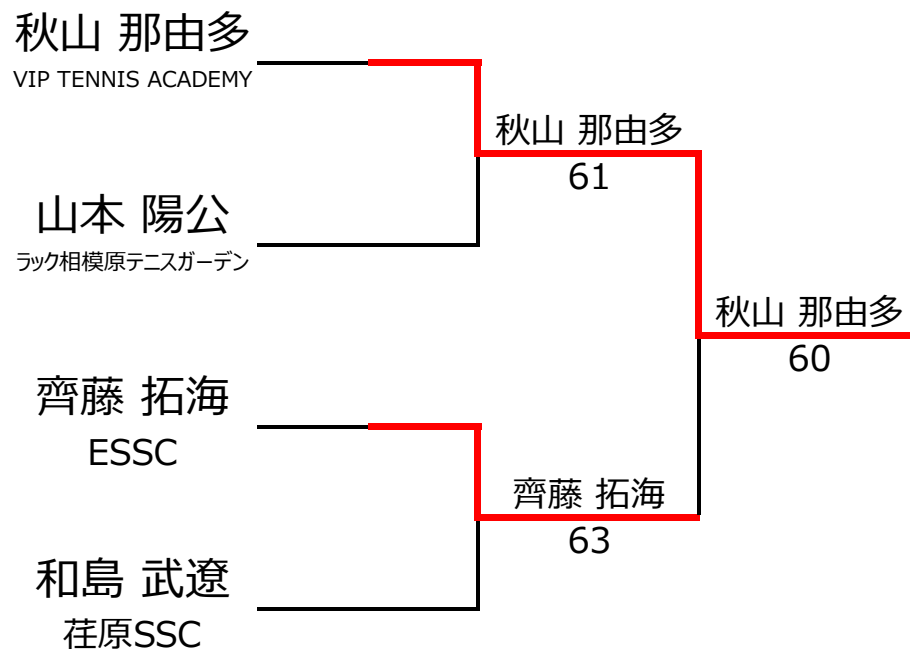 秋山 那由多
VIP TENNIS ACADEMY
秋山 那由多
61
山本 陽公
ラック相模原テニスガーデン
秋山 那由多
60
齊藤 拓海
ESSC
齊藤 拓海
63
和島 武遼
荏原SSC